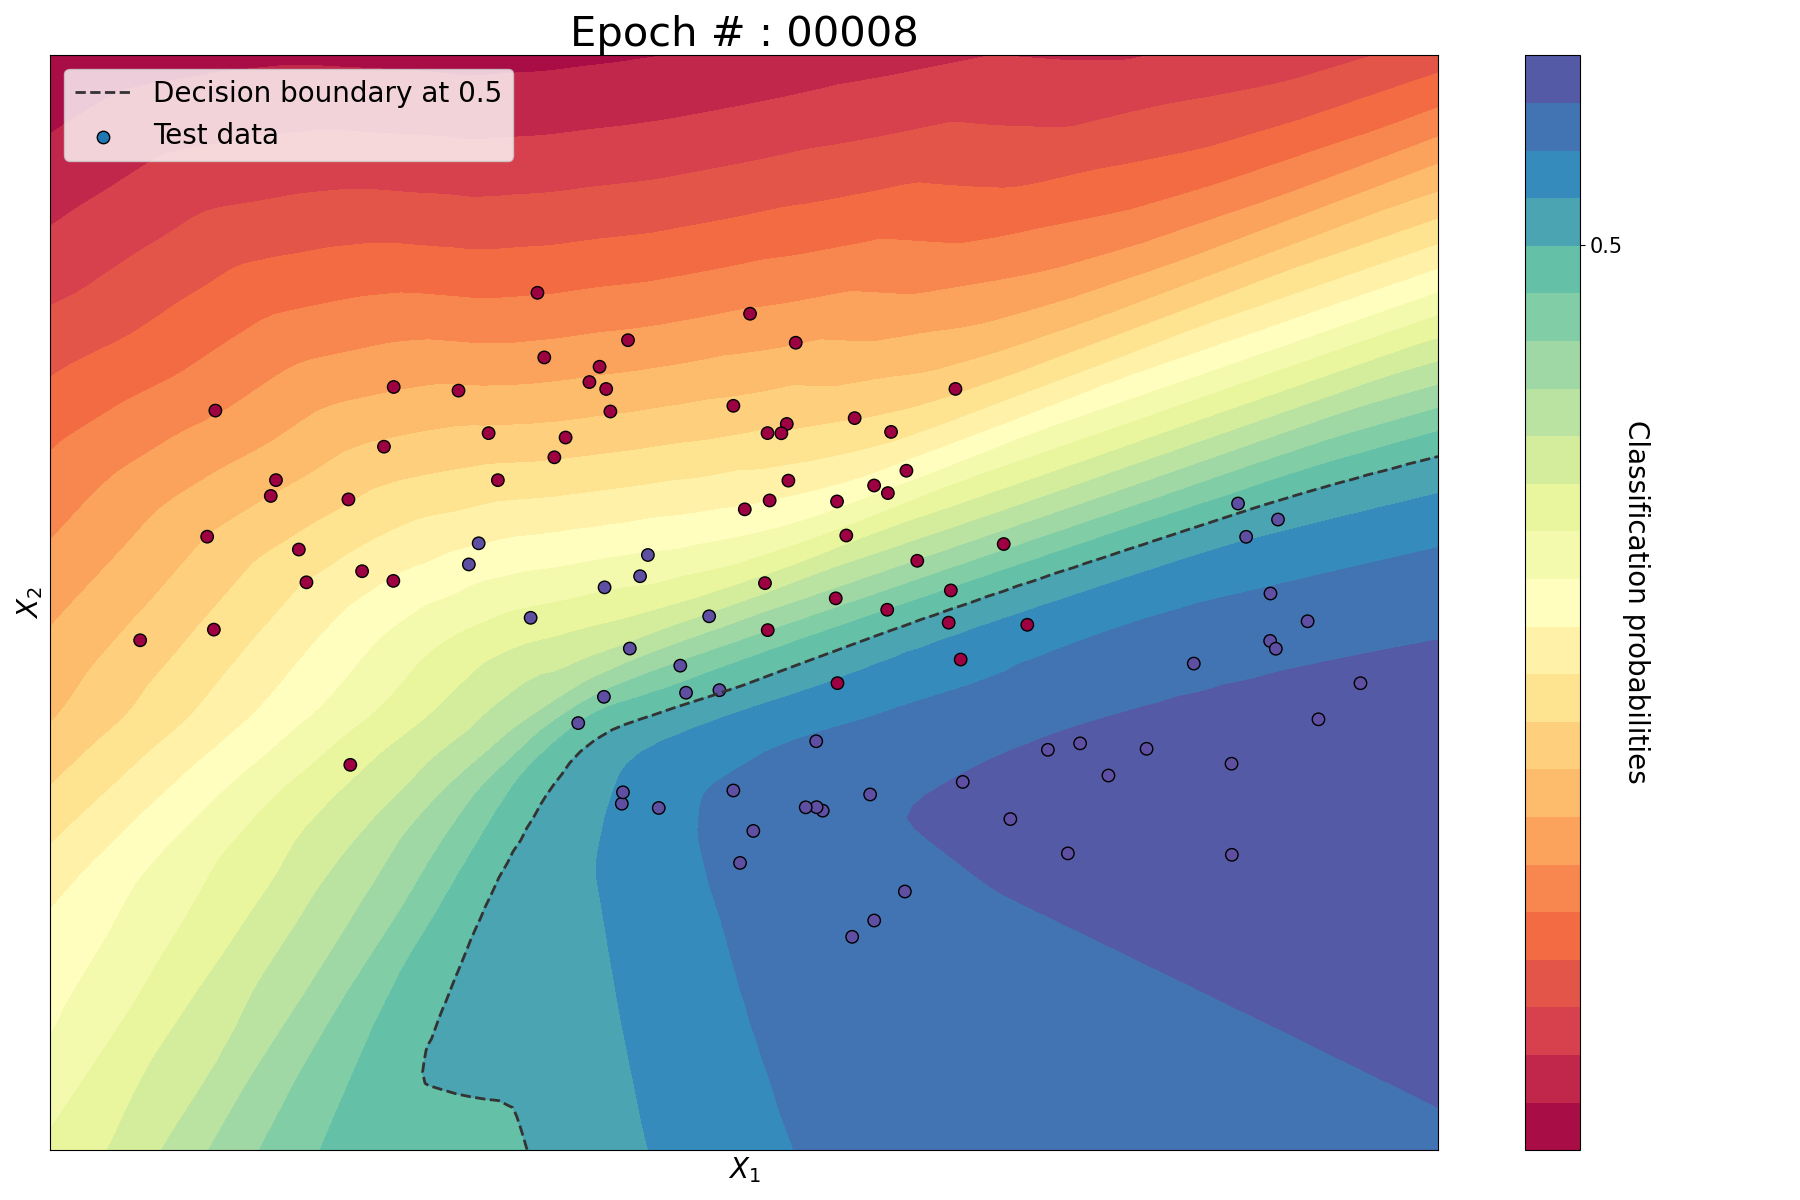 Epoch # : 00008
Decision boundary at 0.5
Test data
0.5
Classification probabilities
X₂
X₁